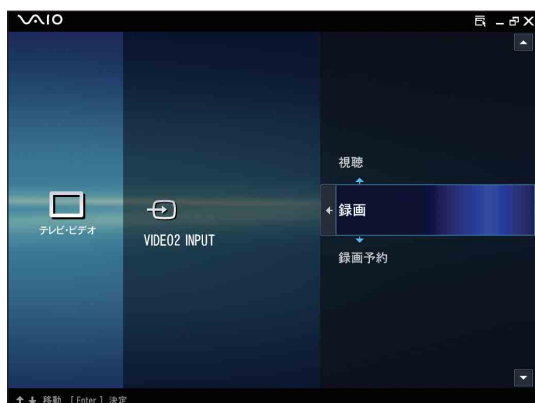 VAIO
視聴
録画
テレビ・ビデオ
VIDEO2 INPUT
録画予約
移動 [Enter] 決定